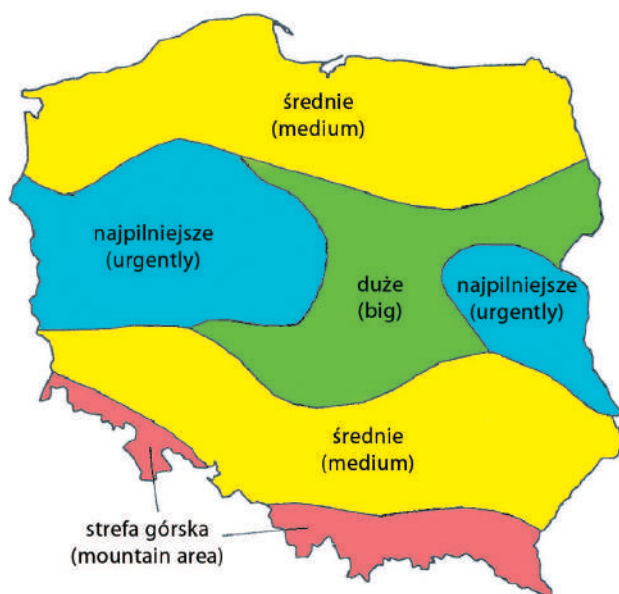 średnie
(medium)
najpilniejsze
(urgently)
duże
(big)
najpilniejsze
(urgently)
średnie
(medium)
strefa górska
(mountain area)